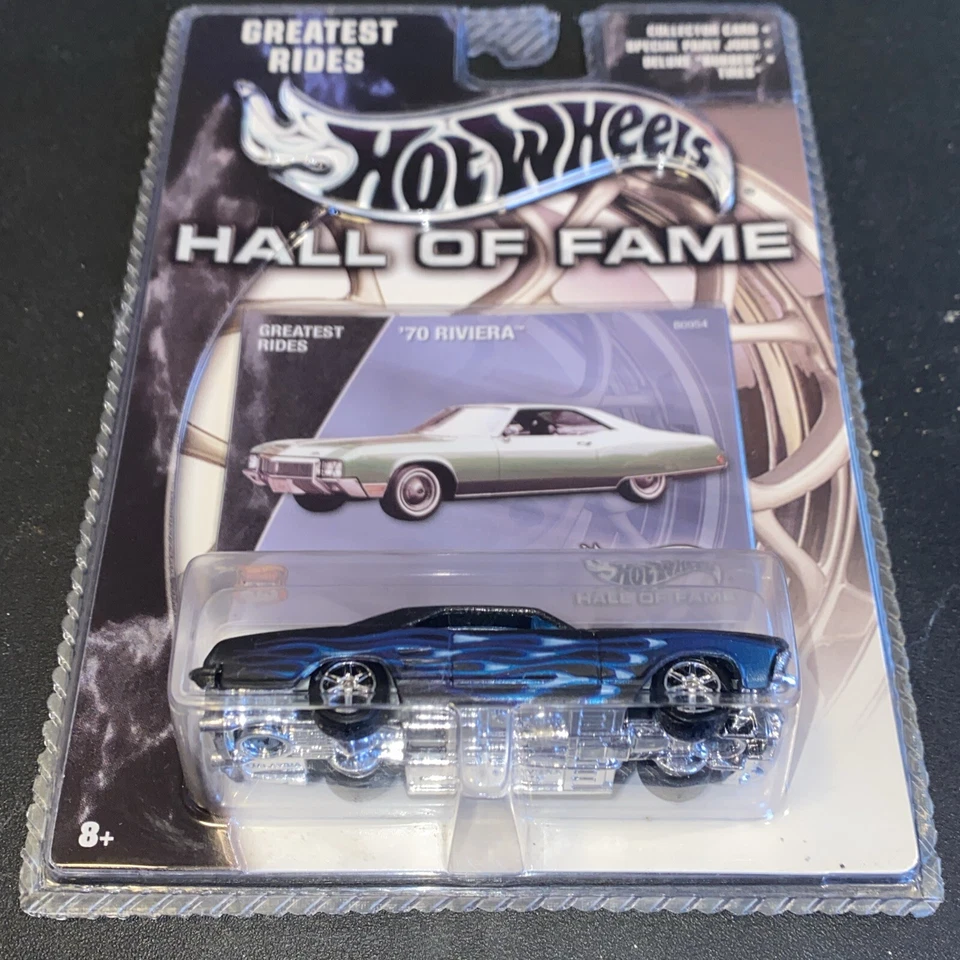 GREATEST
RIDES
COLLECTOR CARD •
SPECIAL PAINT JOBS •
DELUXE "RUBBER" •
TIRES
HOT WHEELS
HALL OF FAME
GREATEST
RIDES
'70 RIVIERA™
B0954
HOT WHEELS
HALL OF FAME
8+